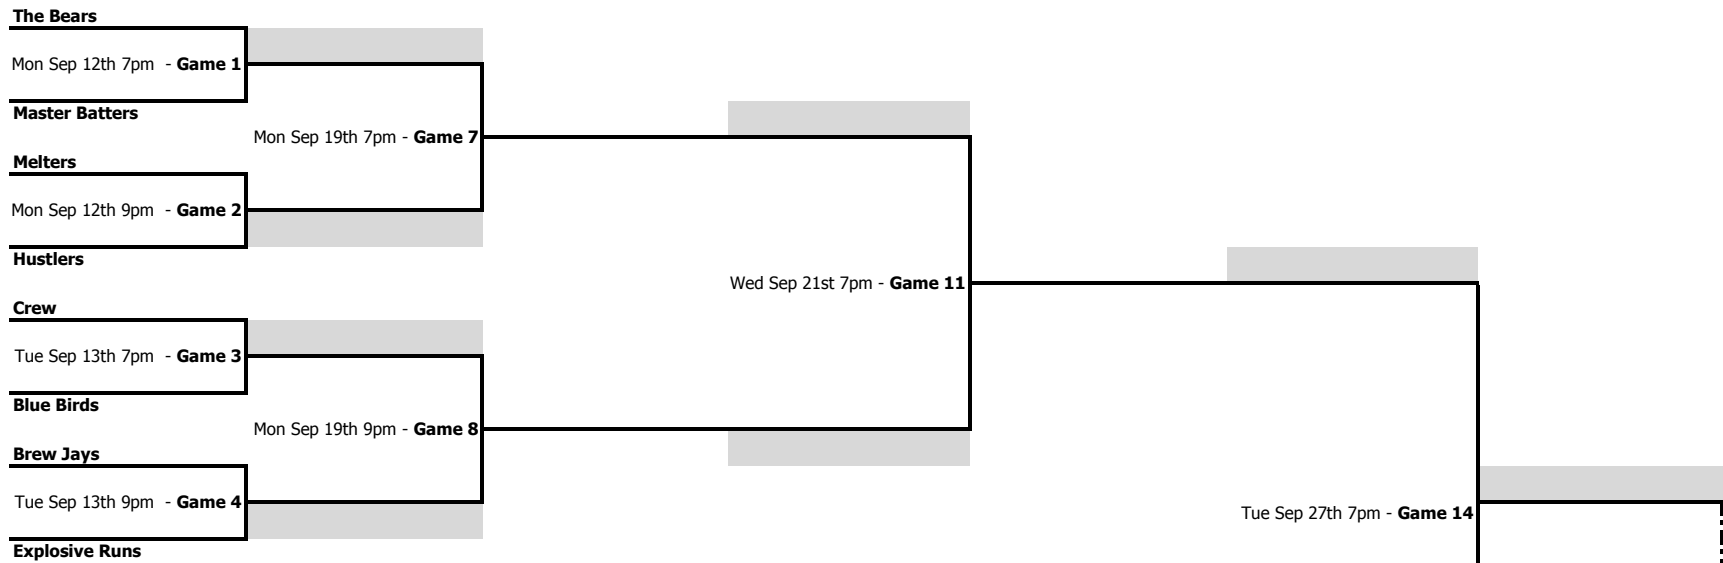 The Bears
Mon Sep 12th 7pm - Game 1
Master Batters
Mon Sep 19th 7pm - Game 7
Melters
Mon Sep 12th 9pm - Game 2
Hustlers
Wed Sep 21st 7pm - Game 11
Crew
Tue Sep 13th 7pm - Game 3
Blue Birds
Mon Sep 19th 9pm - Game 8
Brew Jays
Tue Sep 13th 9pm - Game 4
Tue Sep 27th 7pm - Game 14
Explosive Runs